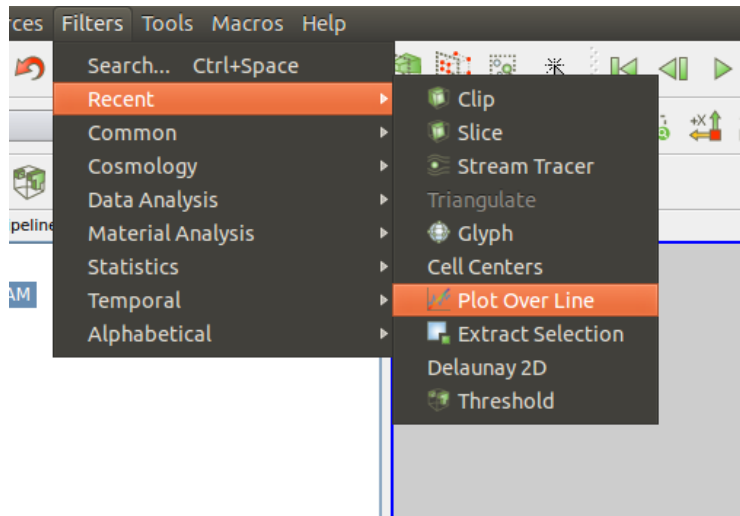 rces Filters Tools Macros Help
Search... Ctrl+Space
Recent
Common
Cosmology
Data Analysis
Material Analysis
Statistics
Temporal
Alphabetical
Clip
Slice
Stream Tracer
Triangulate
Glyph
Cell Centers
Plot Over Line
Extract Selection
Delaunay 2D
Threshold
+X
peline
AM